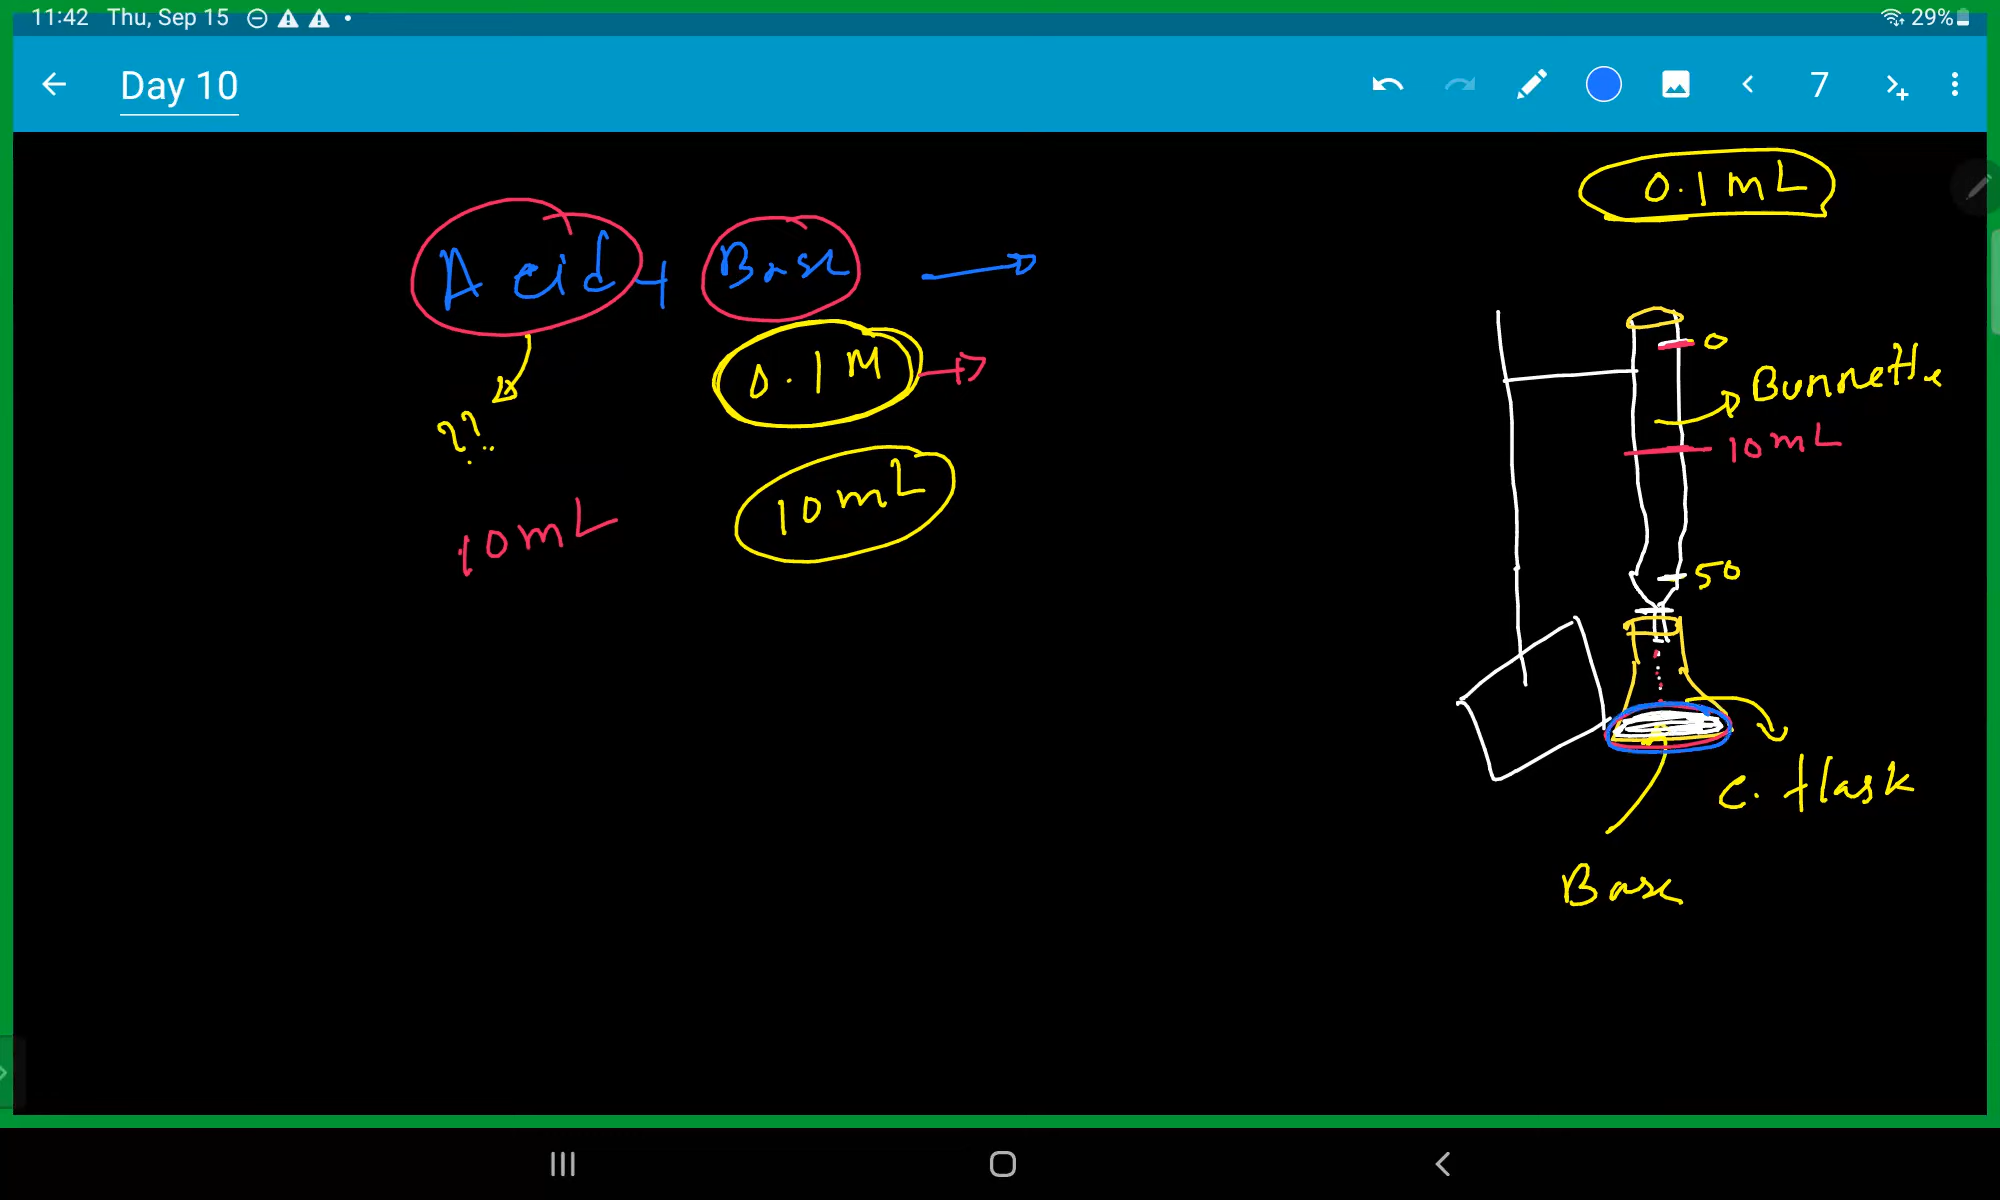 11:42 Thu, Sep 15
29%
Day 10
7
0.1 mL
Acid + Base →
0
0.1 M
Burnette
??
10 mL
10 mL
10 mL
50
C. flask
Base